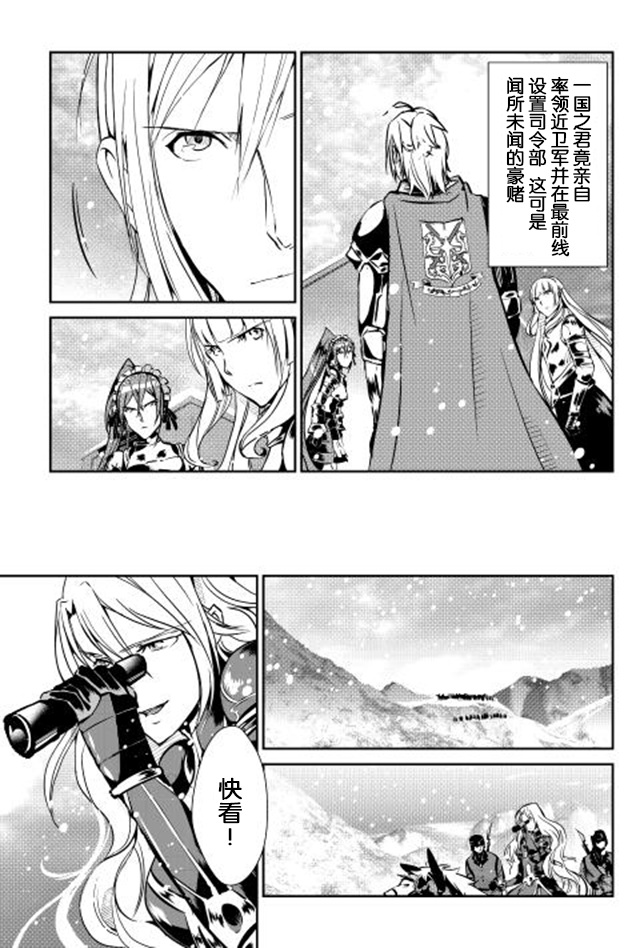 一国之君竟亲自
率领近卫军并在最前线
设置司令部 这可是
闻所未闻的豪赌
快看！